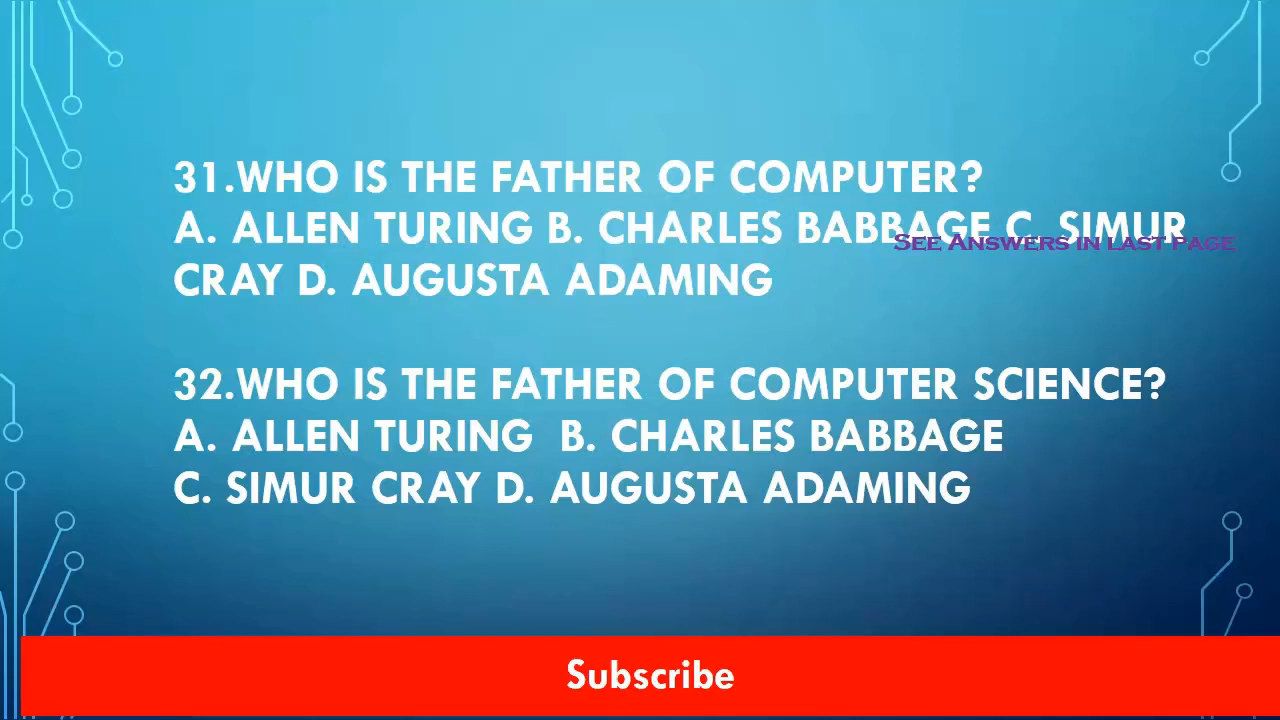 31.WHO IS THE FATHER OF COMPUTER?
A. ALLEN TURING B. CHARLES BABBAGE C. SIMUR
See Answers in last page
CRAY D. AUGUSTA ADAMING
32.WHO IS THE FATHER OF COMPUTER SCIENCE?
A. ALLEN TURING  B. CHARLES BABBAGE
C. SIMUR CRAY D. AUGUSTA ADAMING
Subscribe